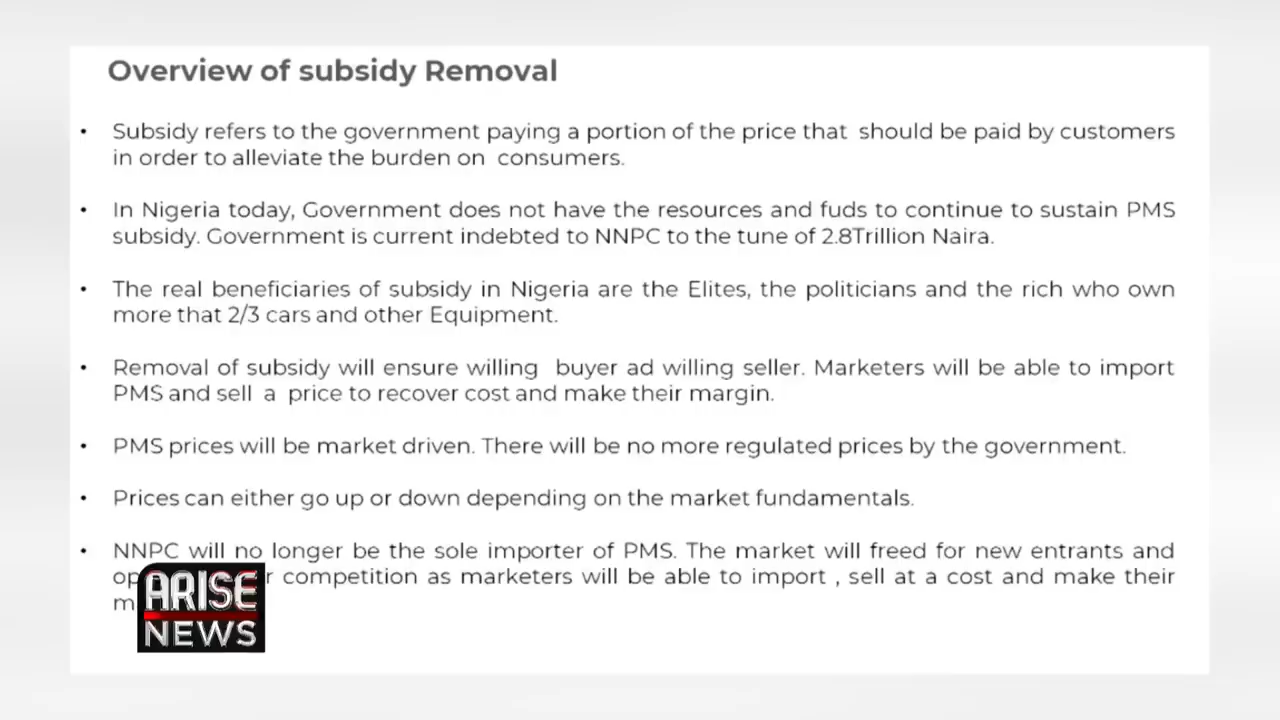 Overview of subsidy Removal
• Subsidy refers to the government paying a portion of the price that should be paid by customers
in order to alleviate the burden on consumers.
• In Nigeria today, Government does not have the resources and fuds to continue to sustain PMS
subsidy. Government is current indebted to NNPC to the tune of 2.8Trillion Naira.
• The real beneficiaries of subsidy in Nigeria are the Elites, the politicians and the rich who own
more that 2/3 cars and other Equipment.
• Removal of subsidy will ensure willing buyer ad willing seller. Marketers will be able to import
PMS and sell a price to recover cost and make their margin.
• PMS prices will be market driven. There will be no more regulated prices by the government.
• Prices can either go up or down depending on the market fundamentals.
• NNPC will no longer be the sole importer of PMS. The market will freed for new entrants and
competition as marketers will be able to import , sell at a cost and make their
ARISE
NEWS